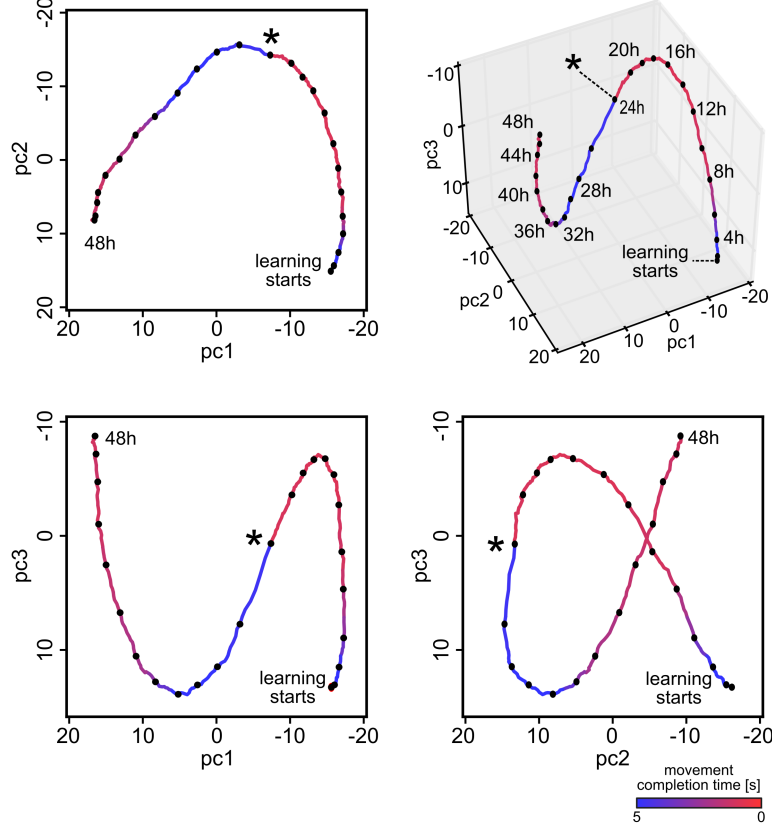 -20
-10
0
10
20
pc2
*
48h
learning
starts
20
10
0
-10
-20
pc1
-10
0
10
pc3
*
20h
16h
24h
12h
48h
44h
40h
36h
32h
28h
8h
4h
learning
starts
-20
-10
0
10
20
pc2
20
10
0
-10
-20
pc1
-10
0
10
pc3
48h
*
learning
starts
20
10
0
-10
-20
pc1
-10
0
10
pc3
48h
*
learning
starts
20
10
0
-10
-20
pc2
movement
completion time [s]
5
0